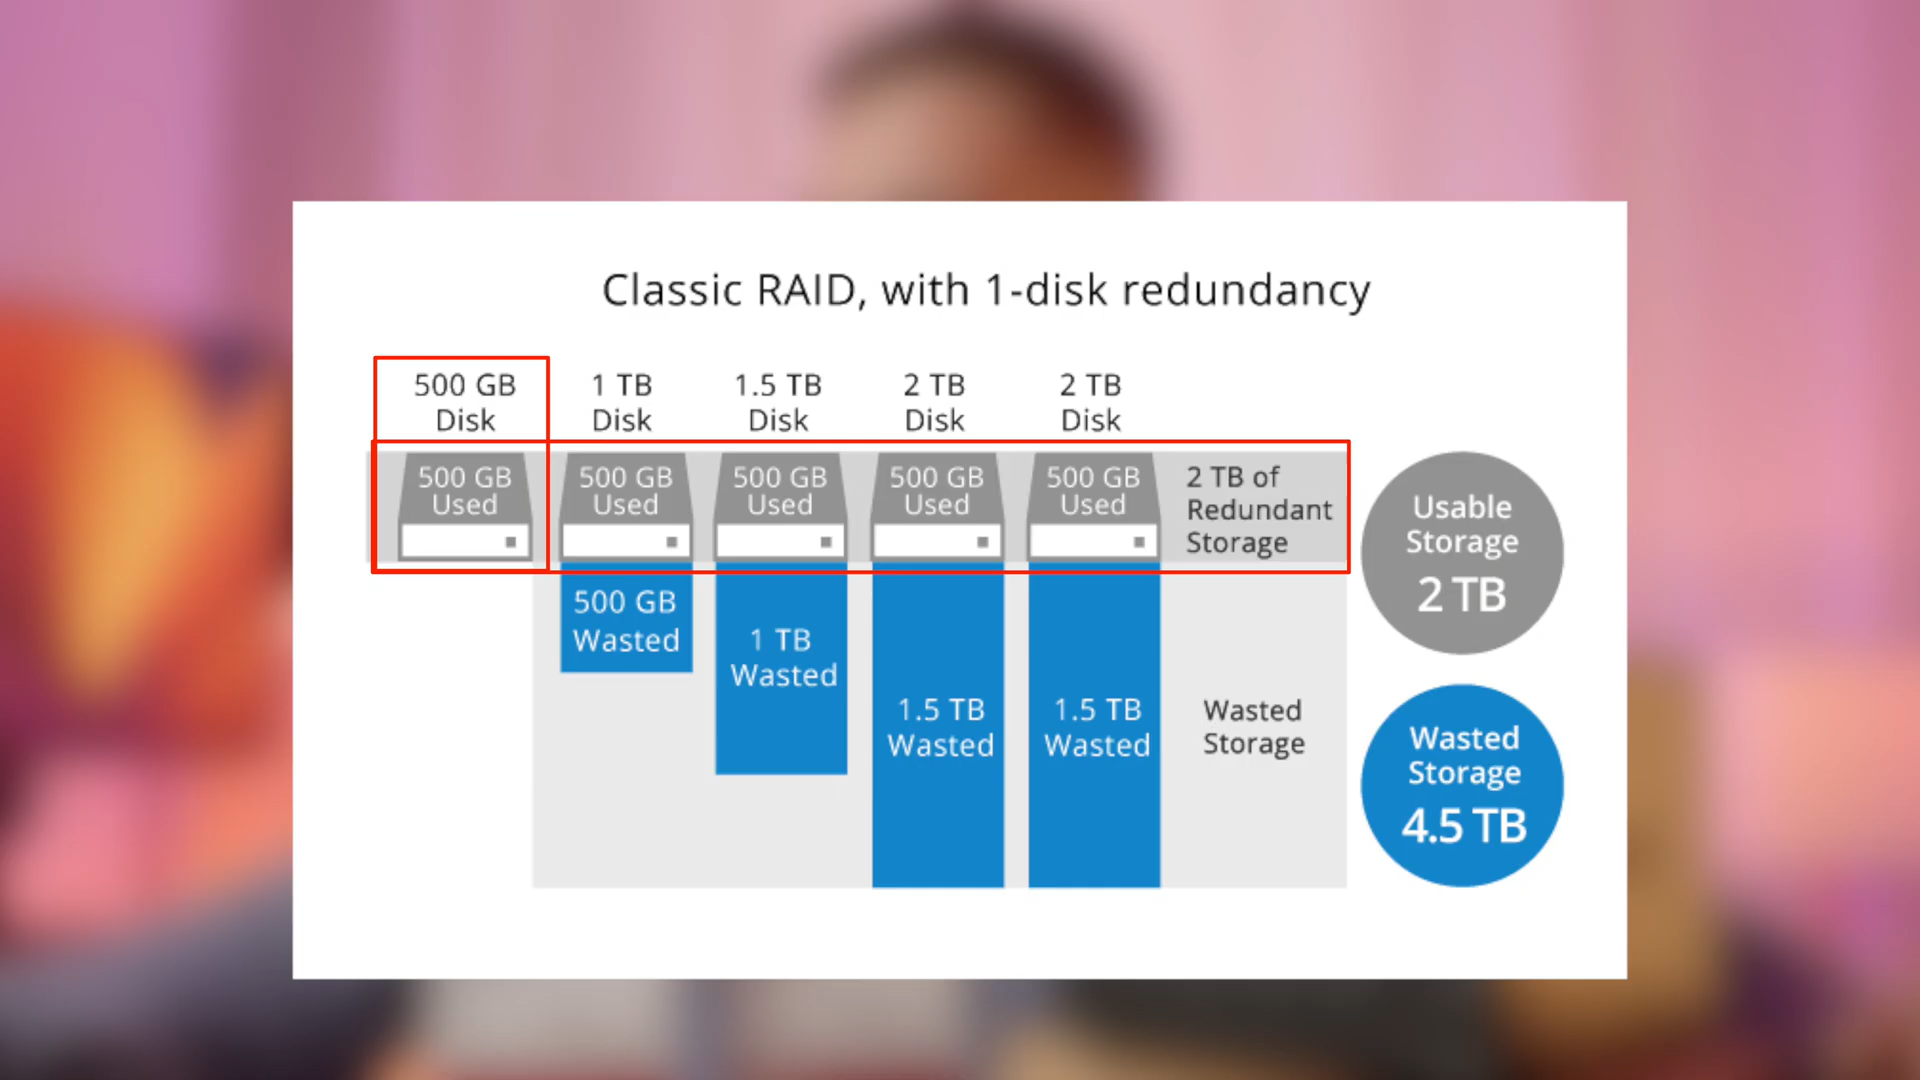 Classic RAID, with 1-disk redundancy
500 GB
Disk
1 TB
Disk
1.5 TB
Disk
2 TB
Disk
2 TB
Disk
500 GB
Used
500 GB
Used
500 GB
Used
500 GB
Used
500 GB
Used
2 TB of
Redundant
Storage
Usable
Storage
2 TB
500 GB
Wasted
1 TB
Wasted
1.5 TB
Wasted
1.5 TB
Wasted
Wasted
Storage
Wasted
Storage
4.5 TB